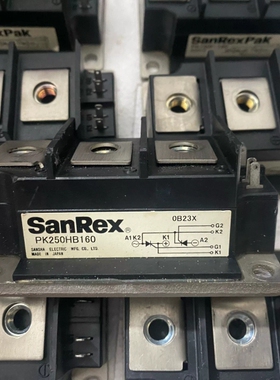 Pak
SanRexPak
SanRex®
0B23X
PK250HB160
SANSHA ELECTRIC MFG. CO., LTD.
MADE IN JAPAN
A1K2
K1
A2
G2
K2
G1
K1